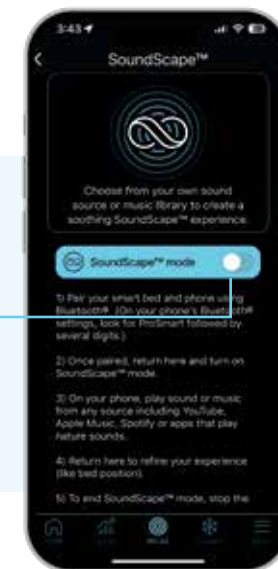 3:43
SoundScape™
Choose from your own sound
source or music library to create a
soothing SoundScape™ experience.
SoundScape™ mode
1) Pair your smart bed and phone using
Bluetooth®. (On your phone's Bluetooth®
settings, look for ProSmart followed by
several digits.)
2) Once paired, return here and turn on
SoundScape™ mode.
3) On your phone, play sound or music
from any source including YouTube,
Apple Music, Spotify or apps that play
nature sounds.
4) Return here to refine your experience
(like bed position).
5) To end SoundScape™ mode, stop the
RELAX